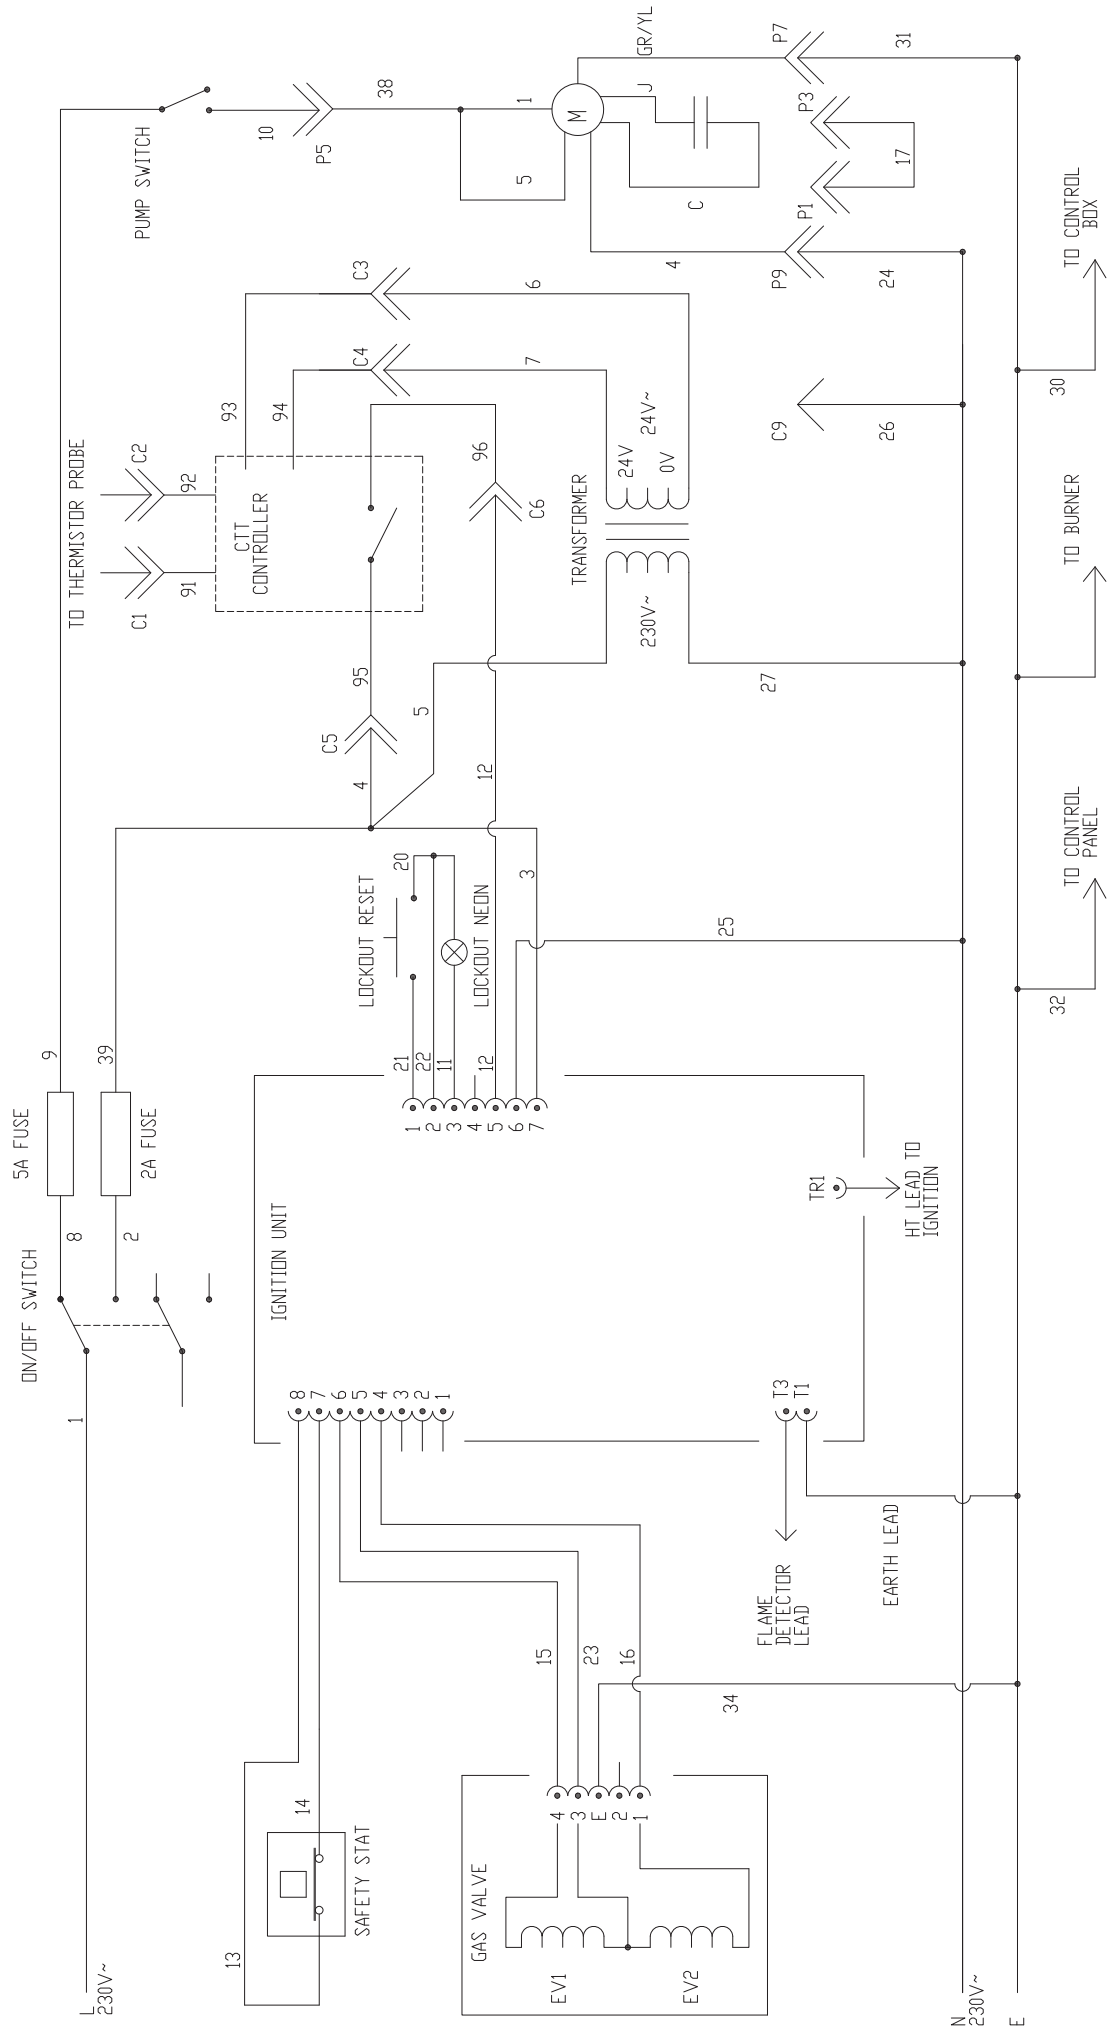 L
230V~
1
ON/OFF SWITCH
8
2
5A FUSE
2A FUSE
9
39
PUMP SWITCH
10
P5
38
1
5
M
GR/YL
J
C
P7
31
P3
P1
17
P9
4
24
TO THERMISTOR PROBE
C1
C2
91
92
CTT
CONTROLLER
93
94
C3
C4
6
7
95
96
C5
C6
4
5
12
TRANSFORMER
230V~
24V
0V
24V~
27
C9
26
LOCKOUT RESET
20
LOCKOUT NEON
3
25
21
22
11
12
1
2
3
4
5
6
7
IGNITION UNIT
8
7
6
5
4
3
2
1
TR1
HT LEAD TO
IGNITION
T3
T1
FLAME
DETECTOR
LEAD
EARTH LEAD
13
14
SAFETY STAT
15
23
16
34
GAS VALVE
4
3
E
2
1
EV1
EV2
N
230V~
E
32
TO CONTROL
PANEL
TO BURNER
30
TO CONTROL
BOX